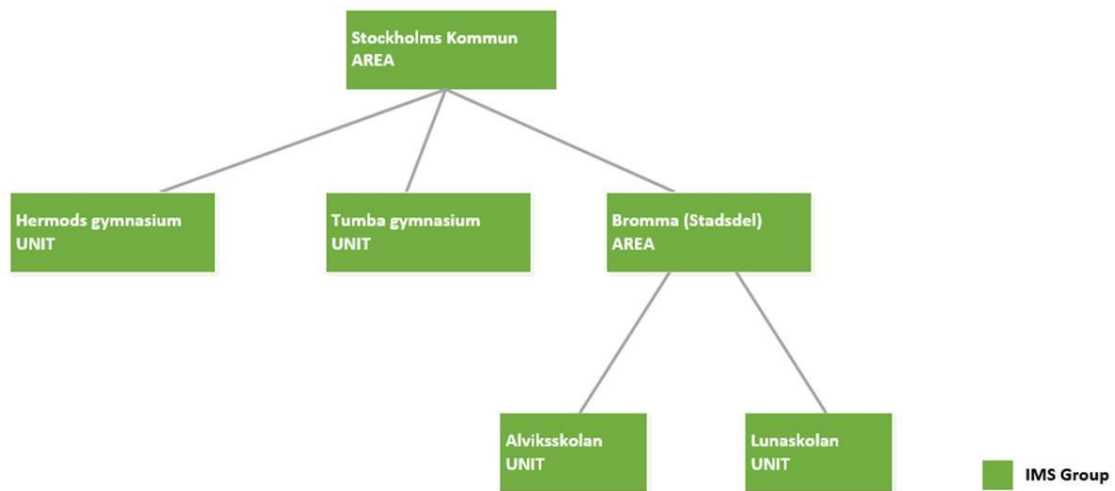 Stockholms Kommun
AREA
Hermods gymnasium
UNIT
Tumba gymnasium
UNIT
Bromma (Stadsdel)
AREA
Alviksskolan
UNIT
Lunaskolan
UNIT
IMS Group